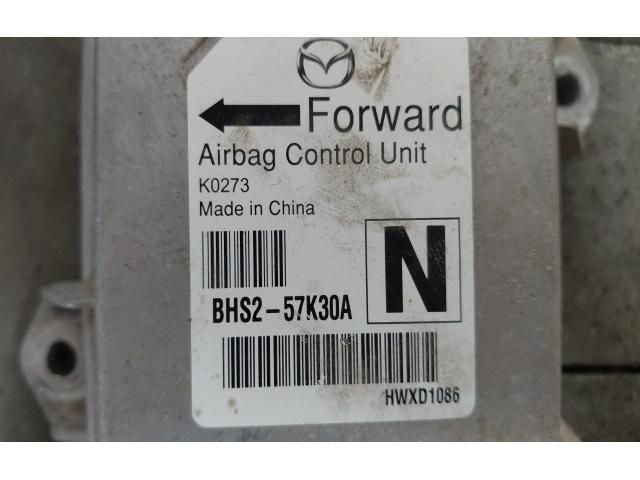 Forward
Airbag Control Unit
K0273
Made in China
N
BHS2-57K30A
HWXD1086